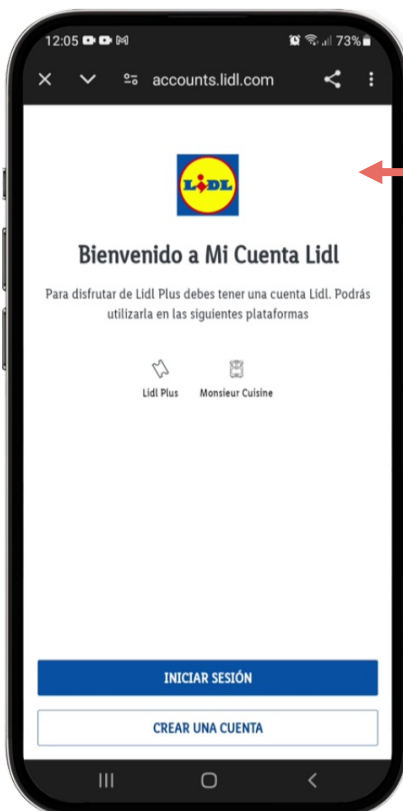 12:05 73%
accounts.lidl.com
LIDL
Bienvenido a Mi Cuenta Lidl
Para disfrutar de Lidl Plus debes tener una cuenta Lidl. Podrás
utilizarla en las siguientes plataformas
Lidl Plus Monsieur Cuisine
INICIAR SESIÓN
CREAR UNA CUENTA